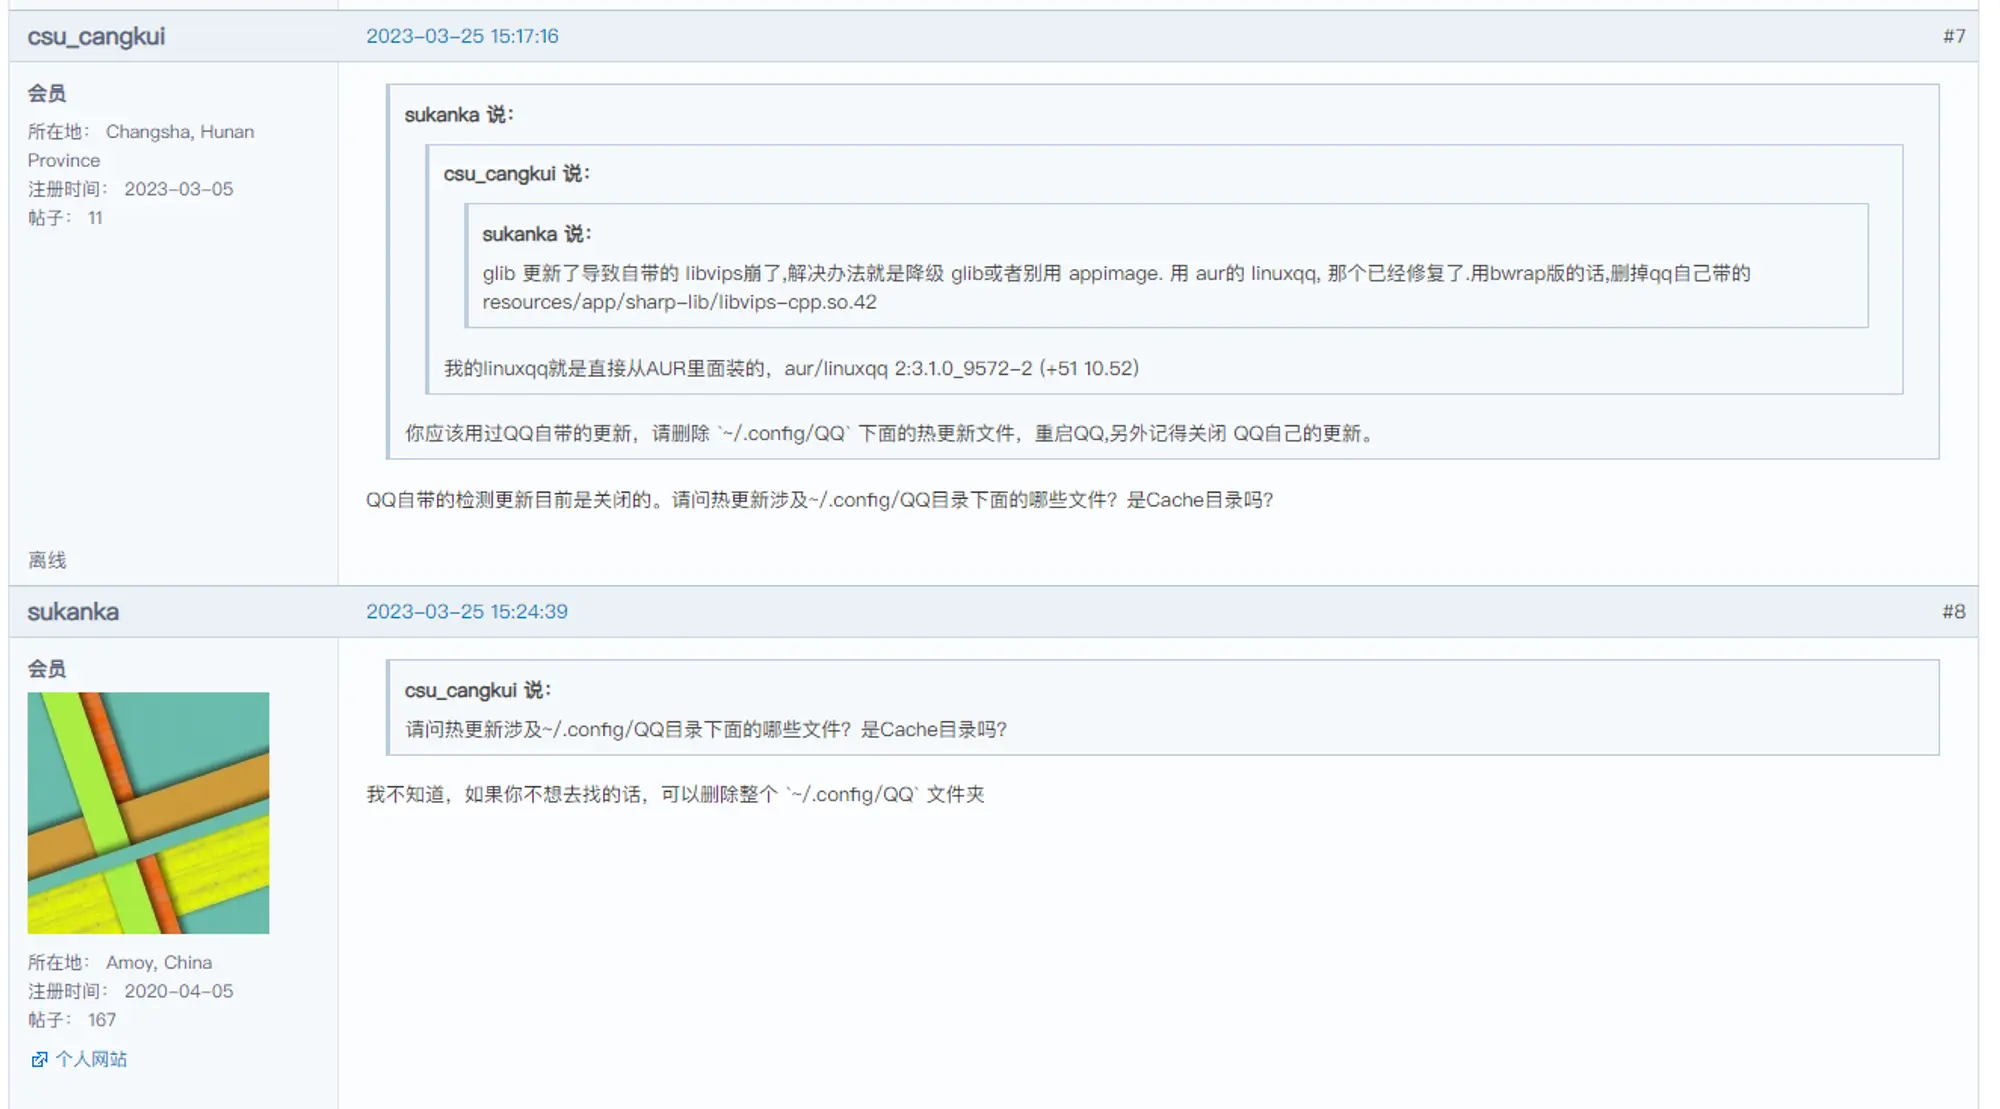 csu_cangkui
2023-03-25 15:17:16
#7
会员
所在地： Changsha, Hunan
Province
注册时间： 2023-03-05
帖子： 11
sukanka 说：
csu_cangkui 说：
sukanka 说：
glib 更新了导致自带的 libvips崩了,解决办法就是降级 glib或者别用 appimage. 用 aur的 linuxqq, 那个已经修复了.用bwrap版的话,删掉qq自己带的
resources/app/sharp-lib/libvips-cpp.so.42
我的linuxqq就是直接从AUR里面装的，aur/linuxqq 2:3.1.0_9572-2 (+51 10.52)
你应该用过QQ自带的更新，请删除 `~/.config/QQ` 下面的热更新文件，重启QQ,另外记得关闭 QQ自己的更新。
QQ自带的检测更新目前是关闭的。请问热更新涉及~/.config/QQ目录下面的哪些文件？是Cache目录吗？
离线
sukanka
2023-03-25 15:24:39
#8
会员
所在地： Amoy, China
注册时间： 2020-04-05
帖子： 167
个人网站
csu_cangkui 说：
请问热更新涉及~/.config/QQ目录下面的哪些文件？是Cache目录吗？
我不知道，如果你不想去找的话，可以删除整个 `~/.config/QQ` 文件夹